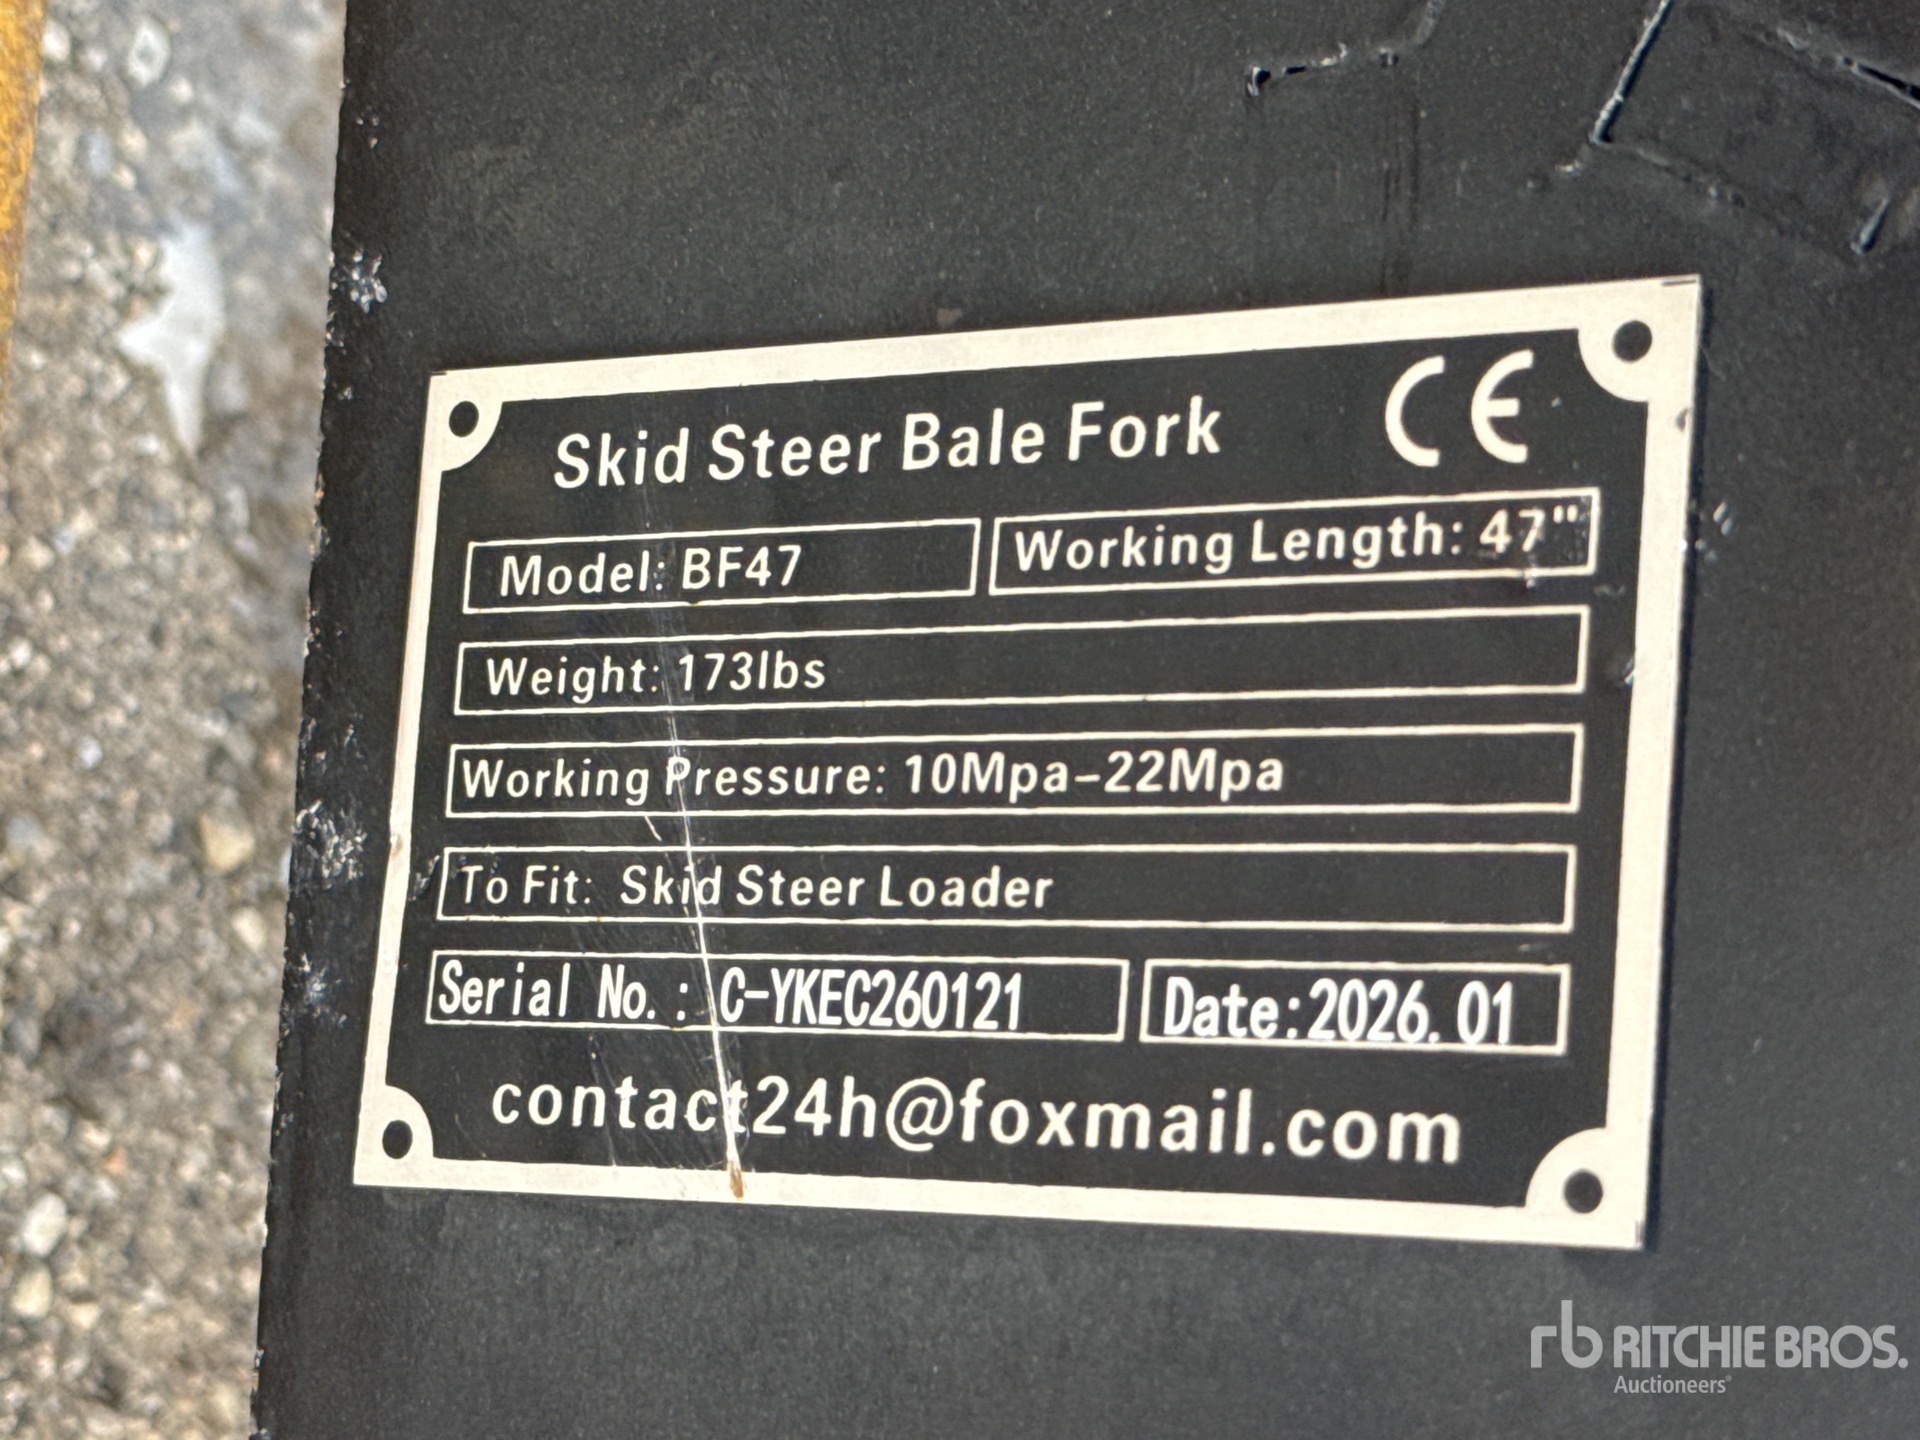 Skid Steer Bale Fork CE
Model: BF47 Working Length: 47"
Weight: 173lbs
Working Pressure: 10Mpa-22Mpa
To Fit: Skid Steer Loader
Serial No.: C-YKEC260121 Date:2026.01
contact24h@foxmail.com
rb RITCHIE BROS.
Auctioneers